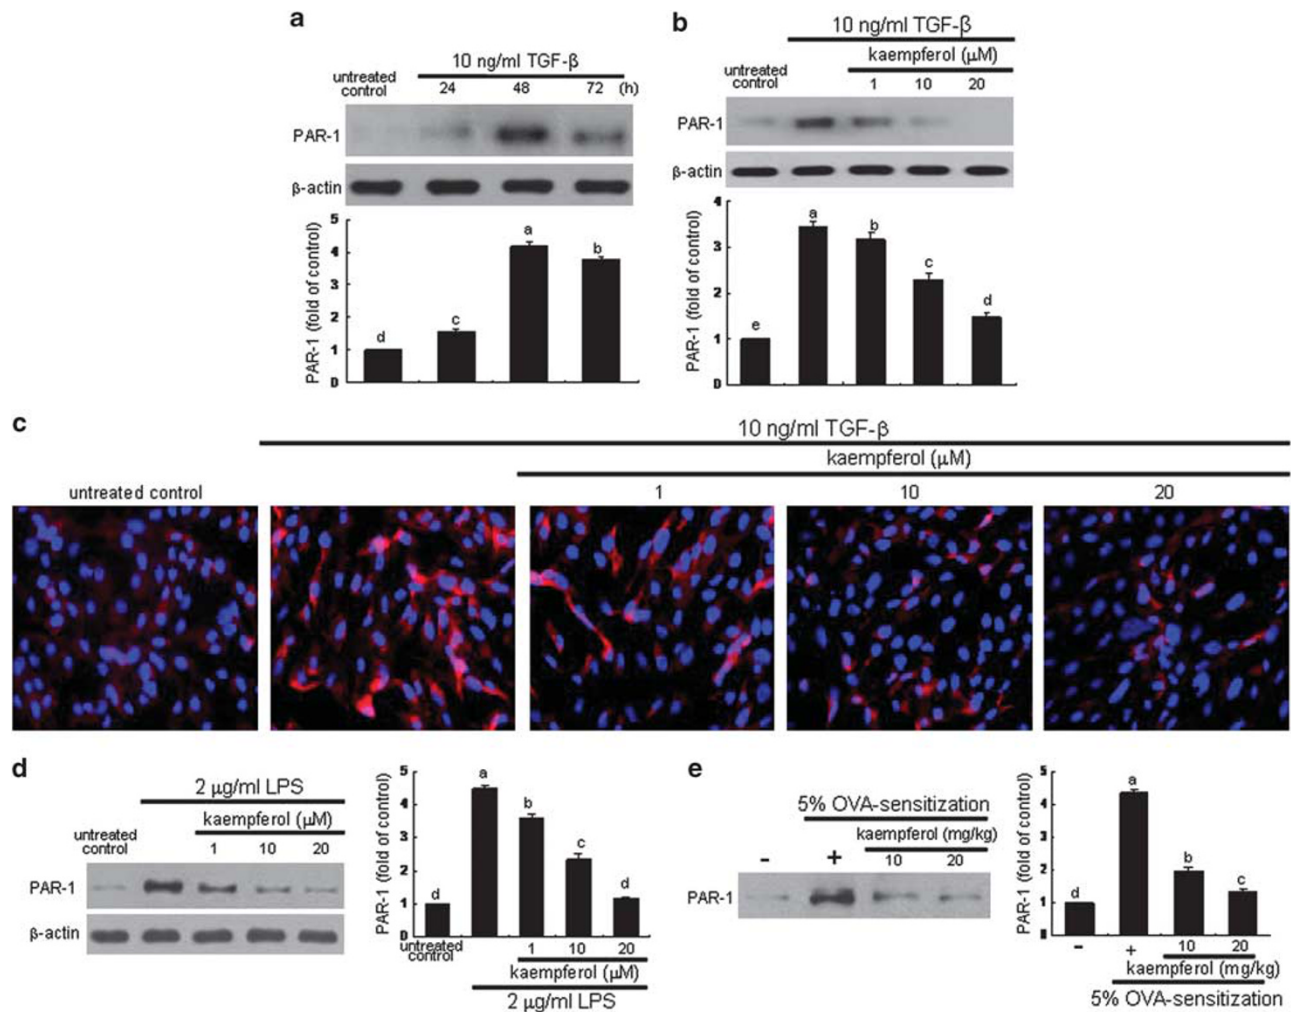 a
10 ng/ml TGF-β
untreated control
24 48 72 (h)
PAR-1
β-actin
PAR-1 (fold of control)
5
4
3
2
1
0
d c a b
b
10 ng/ml TGF-β
kaempferol (μM)
untreated control
1 10 20
PAR-1
β-actin
PAR-1 (fold of control)
4
3
2
1
0
e a b c d
c
10 ng/ml TGF-β
kaempferol (μM)
untreated control 1 10 20
d
2 μg/ml LPS
kaempferol (μM)
untreated control
1 10 20
PAR-1
β-actin
PAR-1 (fold of control)
5
4
3
2
1
0
d a b c d
untreated control
1 10 20
kaempferol (μM)
2 μg/ml LPS
e
5% OVA-sensitization
kaempferol (mg/kg)
- + 10 20
PAR-1
PAR-1 (fold of control)
5
4
3
2
1
0
d a b c
- + 10 20
kaempferol (mg/kg)
5% OVA-sensitization